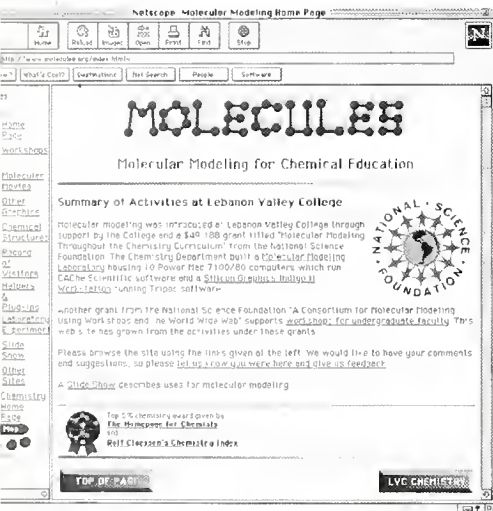 Netscape Molecular Modeling Home Page
Home Reload Images Open Print Find Stop
http://www.molecules.org/index.html
What's Cool? Destinations Net Search People Software
Home
Page
Workshops
Molecular
Movies
Other
Graphics
Chemical
Structures
Record
of
Visitors
Helpers
&
Plug-ins
Laboratory
Experiment
Slide
Show
Other
Sites
Chemistry
Home
Page
Map
MOLECULES
Molecular Modeling for Chemical Education
Summary of Activities at Lebanon Valley College
Molecular modeling was introduced at Lebanon Valley College through
support by the College and a $49,188 grant titled "Molecular Modeling
Throughout the Chemistry Curriculum" from the National Science
Foundation. The Chemistry Department built a Molecular Modeling
Laboratory housing 10 Power Mac 7100/80 computers which run
CAChe Scientific software and a Silicon Graphics Indigo II
Workstation running Tripos software.
NATIONAL SCIENCE FOUNDATION
Another grant from the National Science Foundation "A Consortium for Molecular Modeling
Using Workshops and The World Wide Web" supports workshops for undergraduate faculty. This
web site has grown from the activities under these grants.
Please browse the site using the links given at the left. We would like to have your comments
and suggestions, so please let us know you were here and give us feedback.
A Slide Show describes uses for molecular modeling.
Top 5% chemistry award given by
The Homepage for Chemists
and
Rolf Claessen's Chemistry Index
TOP OF PAGE
LVC CHEMISTRY